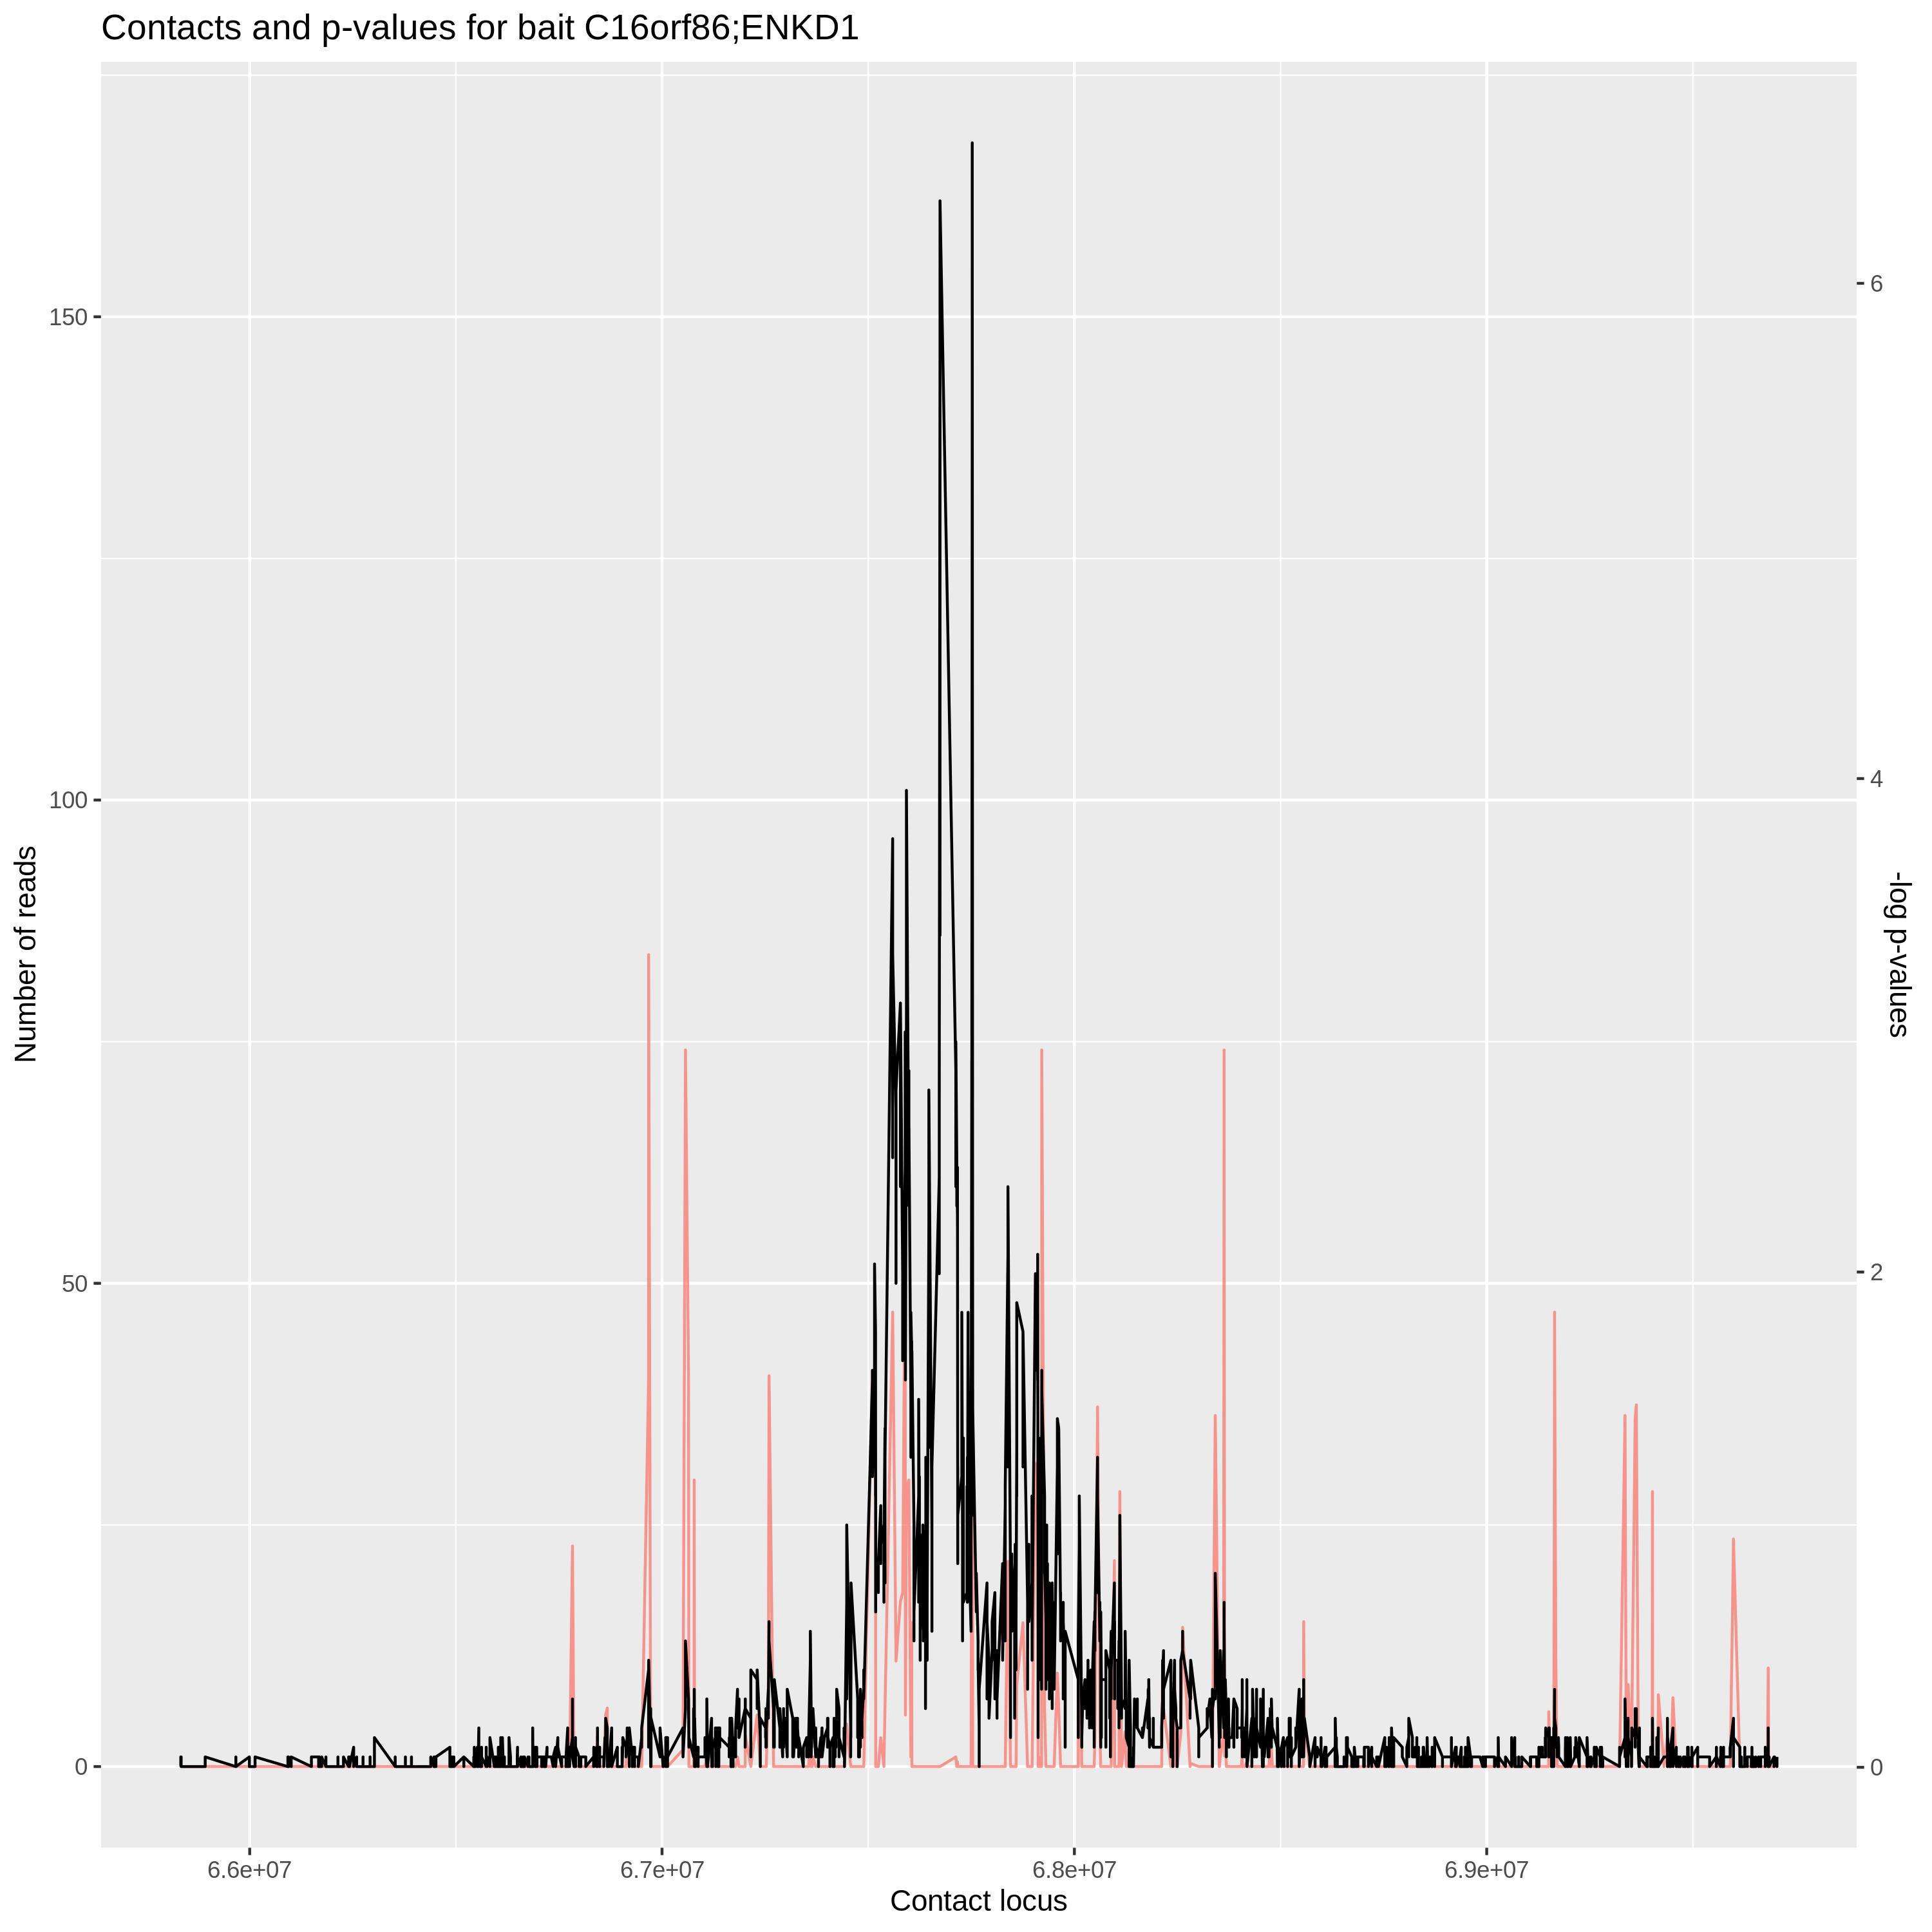 Contacts and p-values for bait C16orf86;ENKD1
150
100
50
0
Number of reads
6
4
2
0
-log p-values
6.6e+07
6.7e+07
6.8e+07
6.9e+07
Contact locus